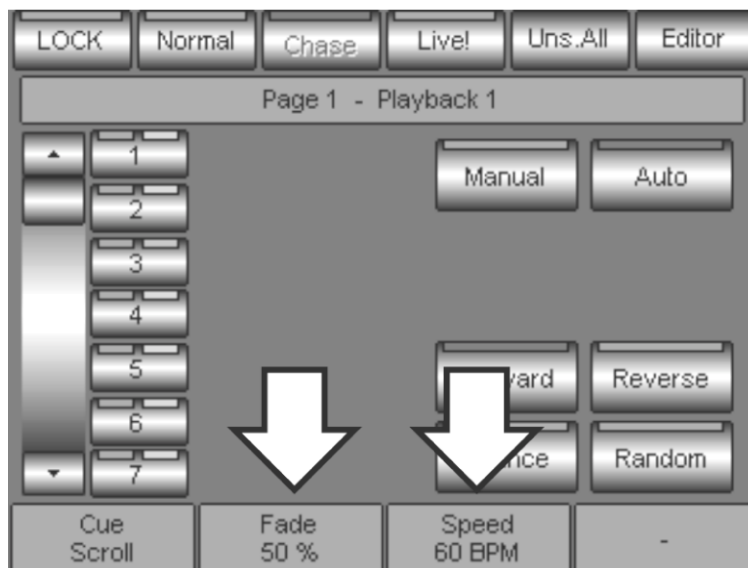 LOCK Normal Chase Live! Uns.All Editor
Page 1 - Playback 1
1
Manual Auto
2
3
4
5
Reverse
6
Random
7
Cue Scroll
Fade 50 %
Speed 60 BPM
-